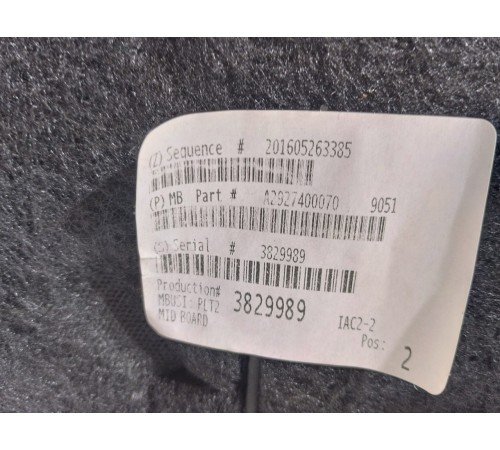 (Z) Sequence # 201605263385
(P) MB Part # A2927400070 9051
(S) Serial # 3829989
Production# 3829989
MBUSI: PLT2 IAC2-2
MID BOARD Pos: 2